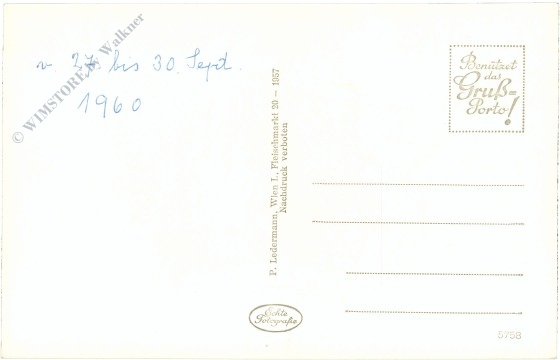 v 27 bis 30. Sept.
1960
© WIMSTORE by Walkner
P. Ledermann, Wien I., Fleischmarkt 20 – 1057
Nachdruck verboten
Benützet
das
Gruß=
Porto!
Echte
Fotografie
5758